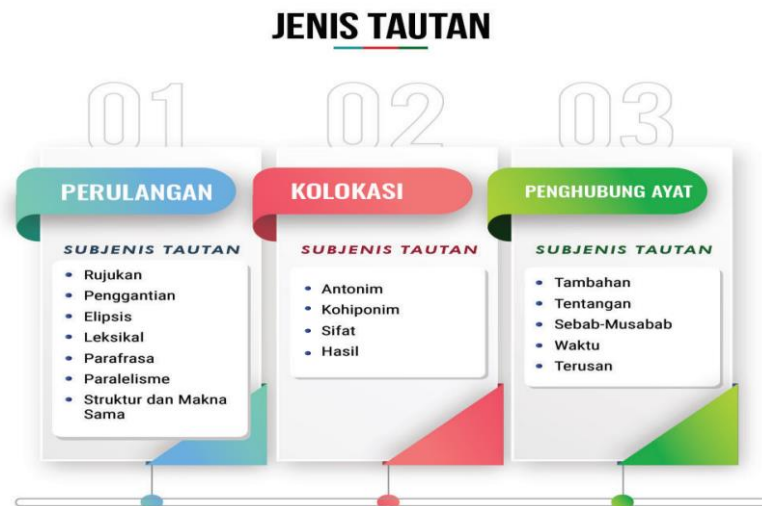 JENIS TAUTAN
01
PERULANGAN
SUBJENIS TAUTAN
Rujukan
Penggantian
Elipsis
Leksikal
Parafrasa
Paralelisme
Struktur dan Makna
Sama
02
KOLOKASI
SUBJENIS TAUTAN
Antonim
Kohiponim
Sifat
Hasil
03
PENGHUBUNG AYAT
SUBJENIS TAUTAN
Tambahan
Tentangan
Sebab-Musabab
Waktu
Terusan